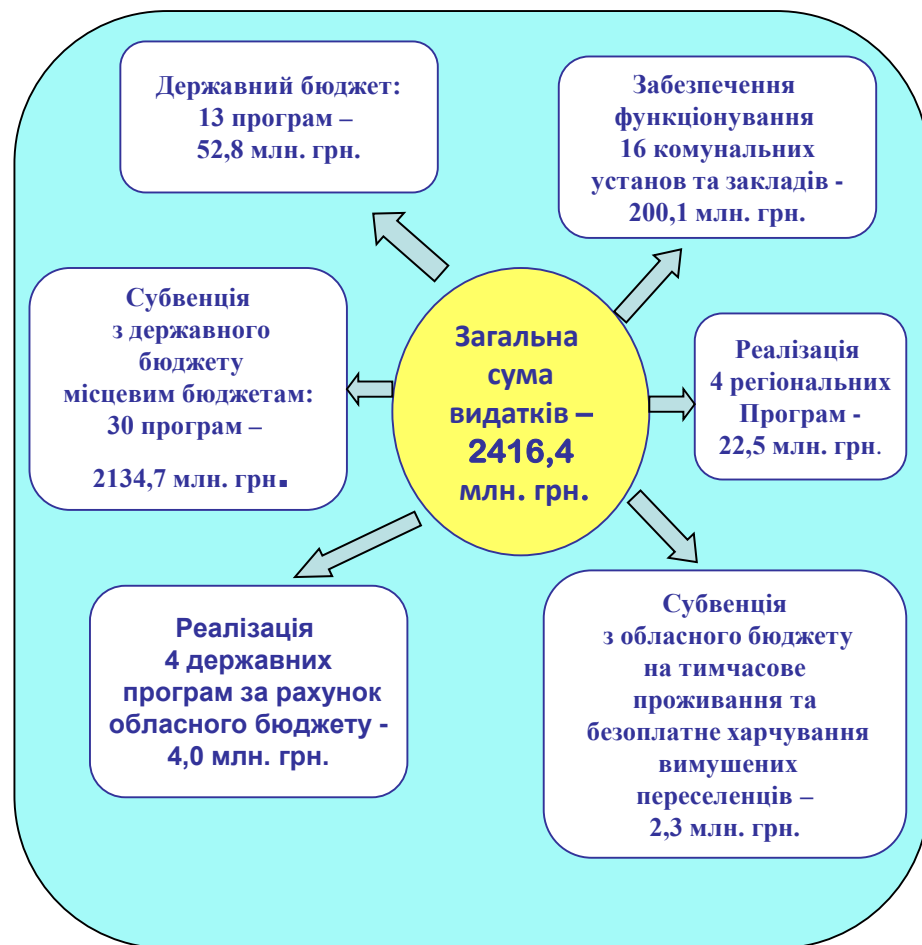 Державний бюджет:
13 програм –
52,8 млн. грн.
Забезпечення
функціонування
16 комунальних
установ та закладів -
200,1 млн. грн.
Субвенція
з державного
бюджету
місцевим бюджетам:
30 програм –
2134,7 млн. грн.
Загальна
сума
видатків –
2416,4
млн. грн.
Реалізація
4 регіональних
Програм -
22,5 млн. грн.
Реалізація
4 державних
програм за рахунок
обласного бюджету -
4,0 млн. грн.
Субвенція
з обласного бюджету
на тимчасове
проживання та
безоплатне харчування
вимушених
переселенців –
2,3 млн. грн.